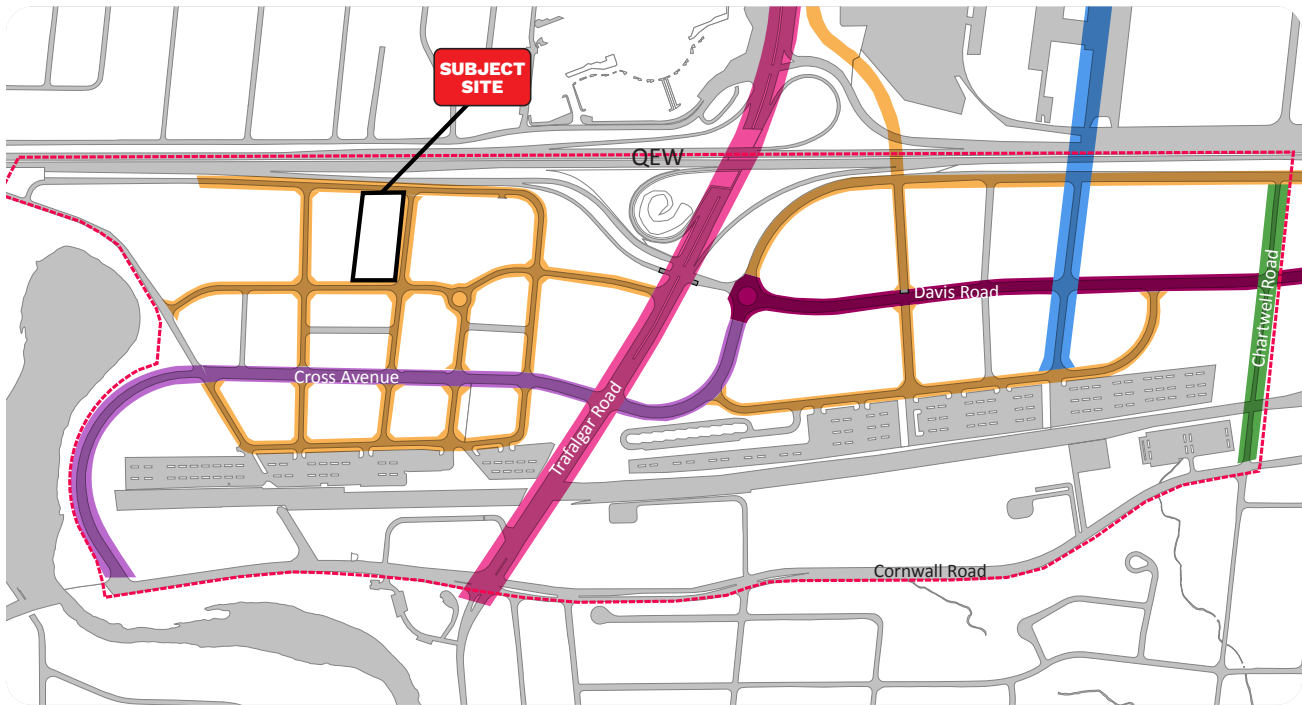 SUBJECT
SITE
QEW
Davis Road
Chartwell Road
Cross Avenue
Trafalgar Road
Cornwall Road